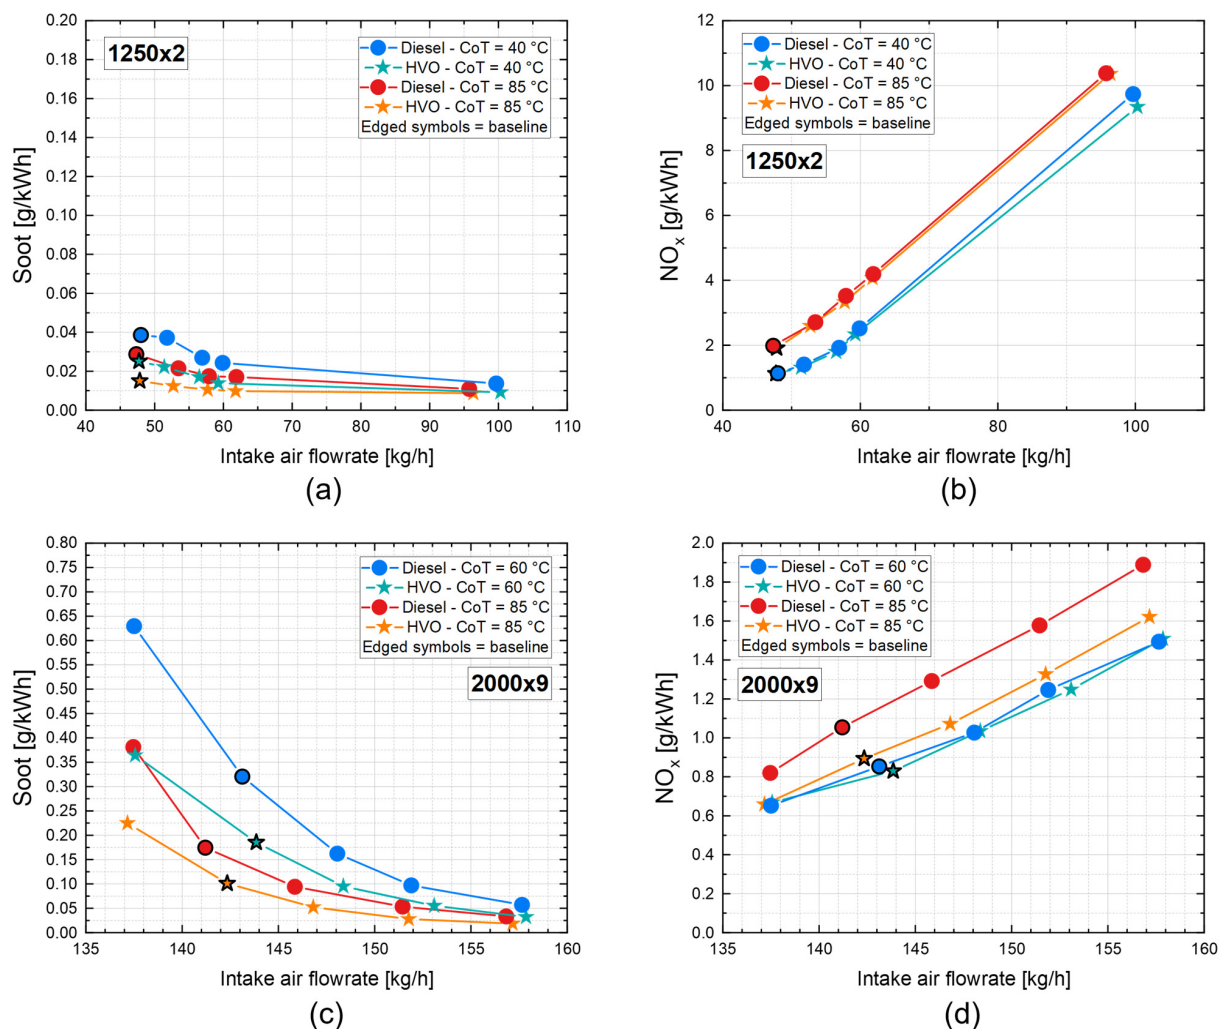 0.20
0.18
0.16
0.14
0.12
0.10
0.08
0.06
0.04
0.02
0.00
Soot [g/kWh]
1250x2
Diesel - CoT = 40 °C
HVO - CoT = 40 °C
Diesel - CoT = 85 °C
HVO - CoT = 85 °C
Edged symbols = baseline
40 50 60 70 80 90 100 110
Intake air flowrate [kg/h]
(a)
12
10
8
6
4
2
0
NOx [g/kWh]
Diesel - CoT = 40 °C
HVO - CoT = 40 °C
Diesel - CoT = 85 °C
HVO - CoT = 85 °C
Edged symbols = baseline
1250x2
40 60 80 100
Intake air flowrate [kg/h]
(b)
0.80
0.75
0.70
0.65
0.60
0.55
0.50
0.45
0.40
0.35
0.30
0.25
0.20
0.15
0.10
0.05
0.00
Soot [g/kWh]
Diesel - CoT = 60 °C
HVO - CoT = 60 °C
Diesel - CoT = 85 °C
HVO - CoT = 85 °C
Edged symbols = baseline
2000x9
135 140 145 150 155 160
Intake air flowrate [kg/h]
(c)
2.0
1.8
1.6
1.4
1.2
1.0
0.8
0.6
0.4
0.2
0.0
NOx [g/kWh]
Diesel - CoT = 60 °C
HVO - CoT = 60 °C
Diesel - CoT = 85 °C
HVO - CoT = 85 °C
Edged symbols = baseline
2000x9
135 140 145 150 155 160
Intake air flowrate [kg/h]
(d)